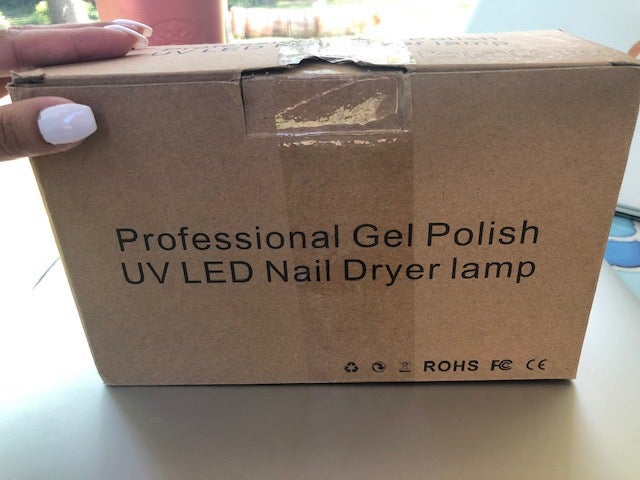 Professional Gel Polish
UV LED Nail Dryer lamp
ROHS FC CE